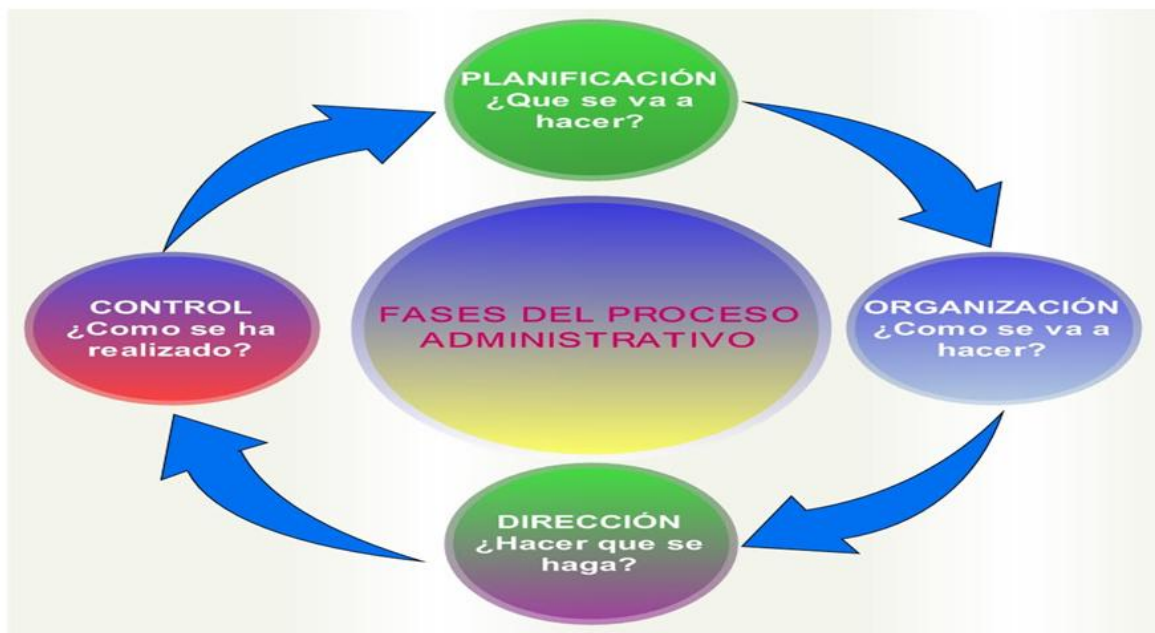 PLANIFICACIÓN
¿Que se va a
hacer?
ORGANIZACIÓN
¿Como se va a
hacer?
DIRECCIÓN
¿Hacer que se
haga?
CONTROL
¿Como se ha
realizado?
FASES DEL PROCESO
ADMINISTRATIVO